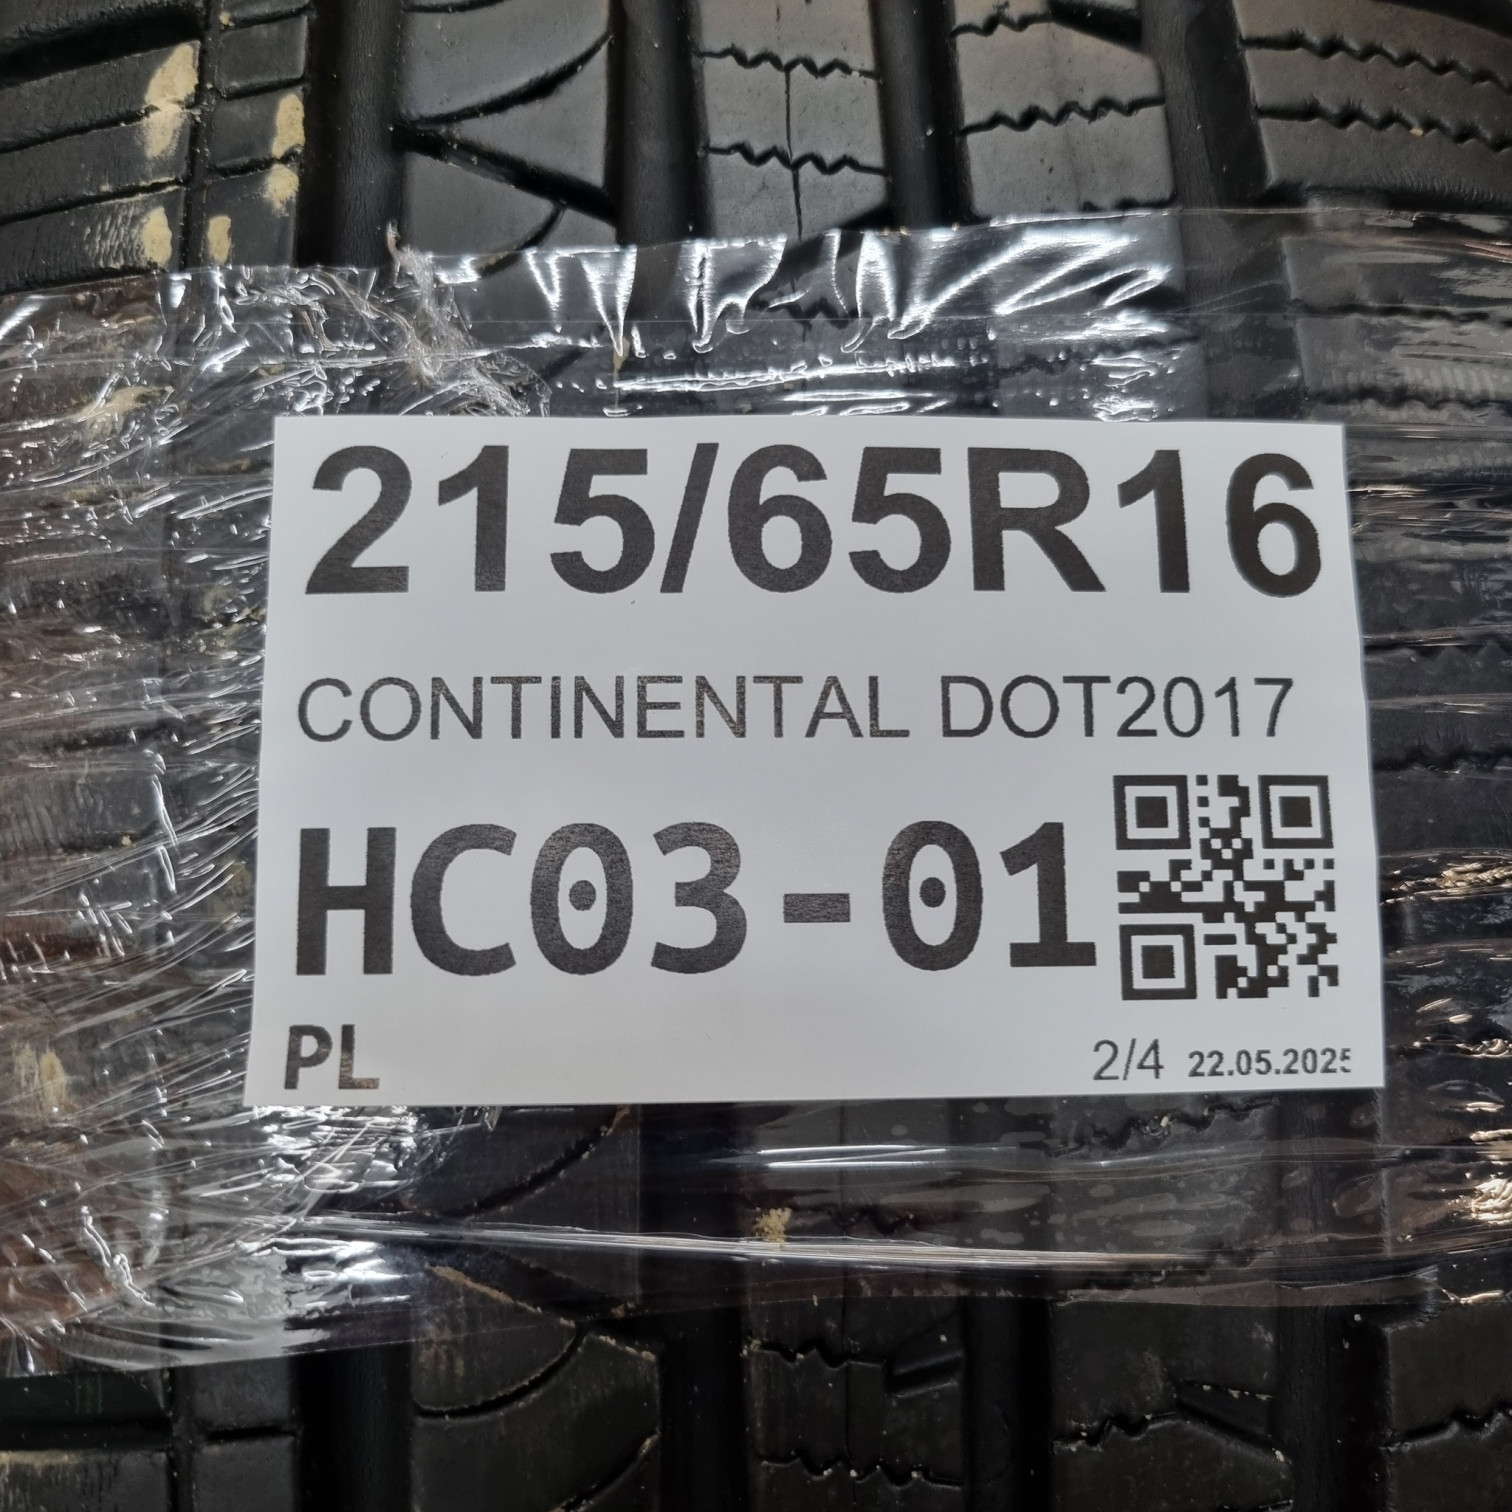 215/65R16
CONTINENTAL DOT2017
HC03-01
PL
2/4 22.05.2025